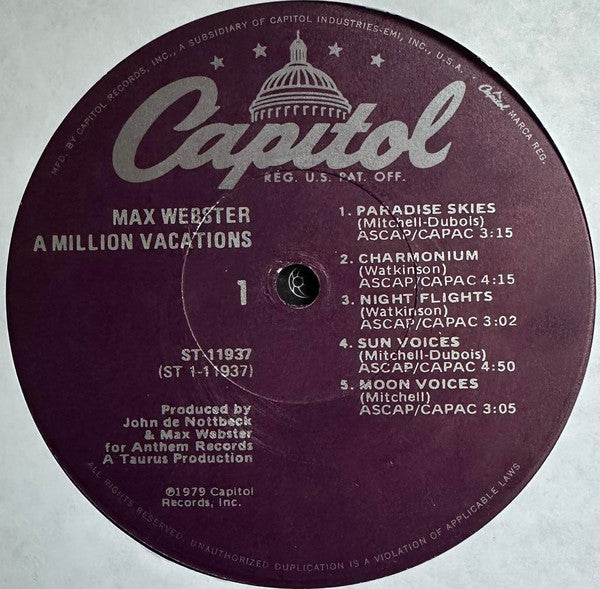 MFD. BY CAPITOL RECORDS, INC., A SUBSIDIARY OF CAPITOL INDUSTRIES-EMI, INC., U.S.A.
Capitol MARCA REG.
Capitol
REG. U.S. PAT. OFF.
MAX WEBSTER
A MILLION VACATIONS
1
ST-11937
(ST 1-11937)
Produced by
John de Nottbeck
& Max Webster
for Anthem Records
A Taurus Production
℗1979 Capitol
Records, Inc.
1. PARADISE SKIES
(Mitchell-Dubois)
ASCAP/CAPAC 3:15
2. CHARMONIUM
(Watkinson)
ASCAP/CAPAC 4:15
3. NIGHT FLIGHTS
(Watkinson)
ASCAP/CAPAC 3:02
4. SUN VOICES
(Mitchell-Dubois)
ASCAP/CAPAC 4:50
5. MOON VOICES
(Mitchell)
ASCAP/CAPAC 3:05
ALL RIGHTS RESERVED. UNAUTHORIZED DUPLICATION IS A VIOLATION OF APPLICABLE LAWS